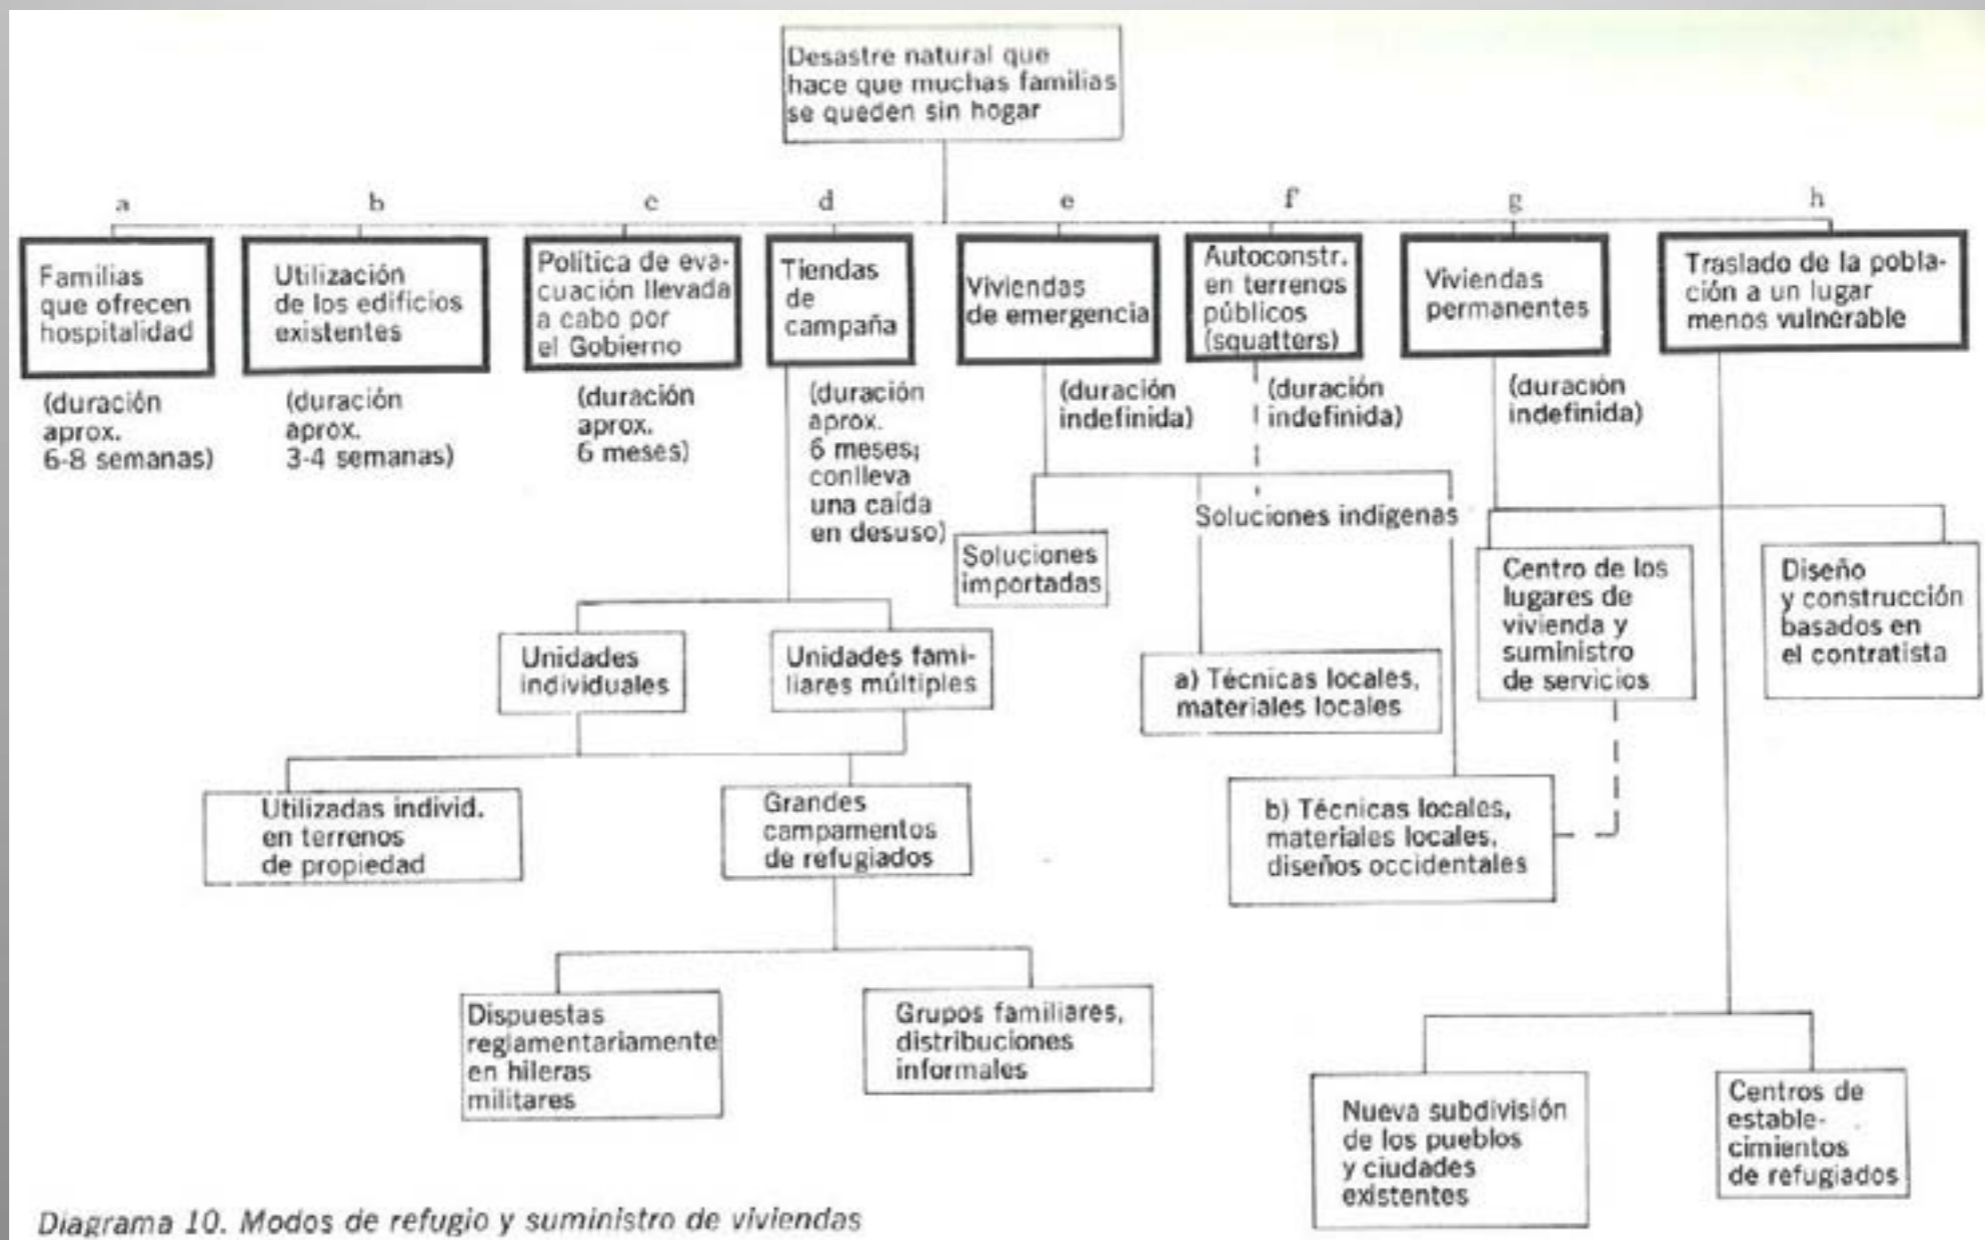 Desastre natural que
hace que muchas familias
se queden sin hogar
a
b
c
d
e
f
g
h
Familias
que ofrecen
hospitalidad
(duración
aprox.
6-8 semanas)
Utilización
de los edificios
existentes
(duración
aprox.
3-4 semanas)
Política de eva-
cuación llevada
a cabo por
el Gobierno
(duración
aprox.
6 meses)
Tiendas
de
campaña
(duración
aprox.
6 meses;
conlleva
una caída
en desuso)
Viviendas
de emergencia
(duración
indefinida)
Autoconstr.
en terrenos
públicos
(squatters)
(duración
indefinida)
Viviendas
permanentes
(duración
indefinida)
Traslado de la pobla-
ción a un lugar
menos vulnerable
Soluciones indígenas
Soluciones
importadas
Centro de los
lugares de
vivienda y
suministro
de servicios
Diseño
y construcción
basados en
el contratista
Unidades
individuales
Unidades fami-
liares múltiples
a) Técnicas locales,
materiales locales
Utilizadas individ.
en terrenos
de propiedad
Grandes
campamentos
de refugiados
b) Técnicas locales,
materiales locales,
diseños occidentales
Dispuestas
reglamentariamente
en hileras
militares
Grupos familiares,
distribuciones
informales
Nueva subdivisión
de los pueblos
y ciudades
existentes
Centros de
estable-
cimientos
de refugiados
Diagrama 10. Modos de refugio y suministro de viviendas